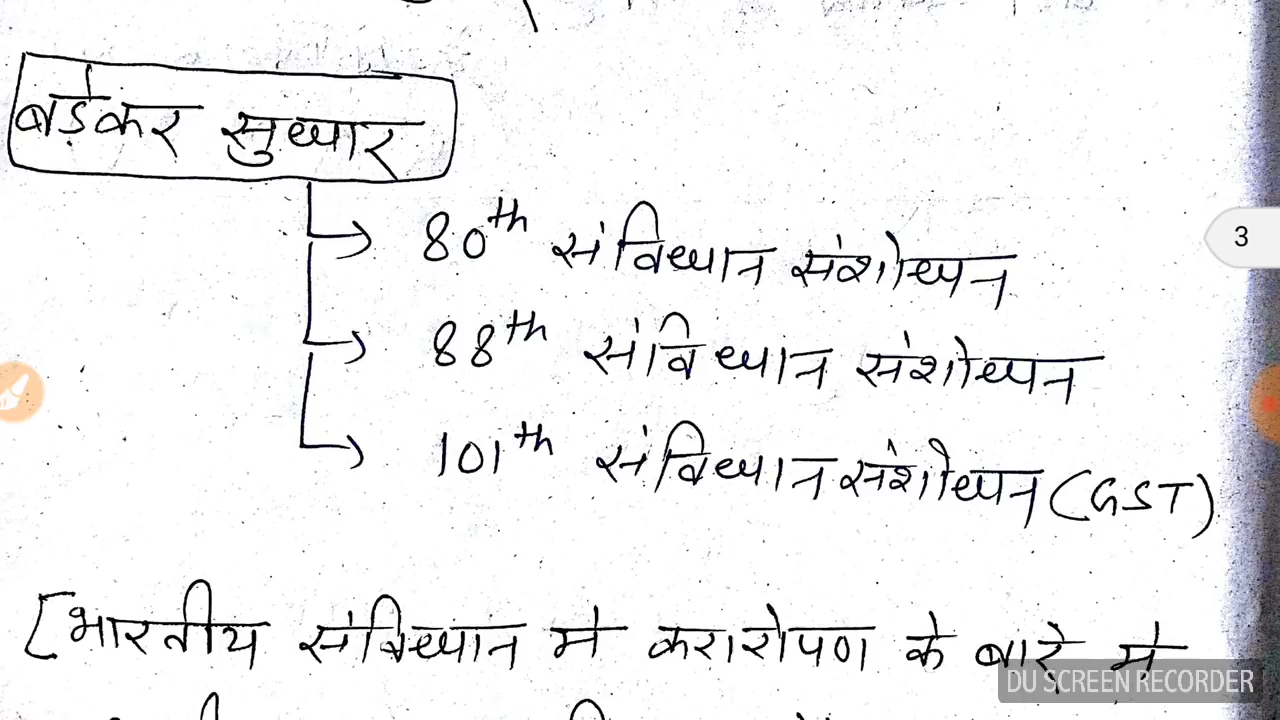 बड़े कर सुधार
80th संविधान संशोधन
3
88th संविधान संशोधन
101th संविधान संशोधन (GST)
[भारतीय संविधान में करारोपण के बारे में
DU SCREEN RECORDER